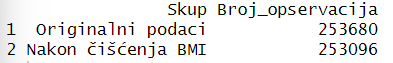 Skup Broj_opservacija
1 Originalni podaci 253680
2 Nakon čišćenja BMI 253096